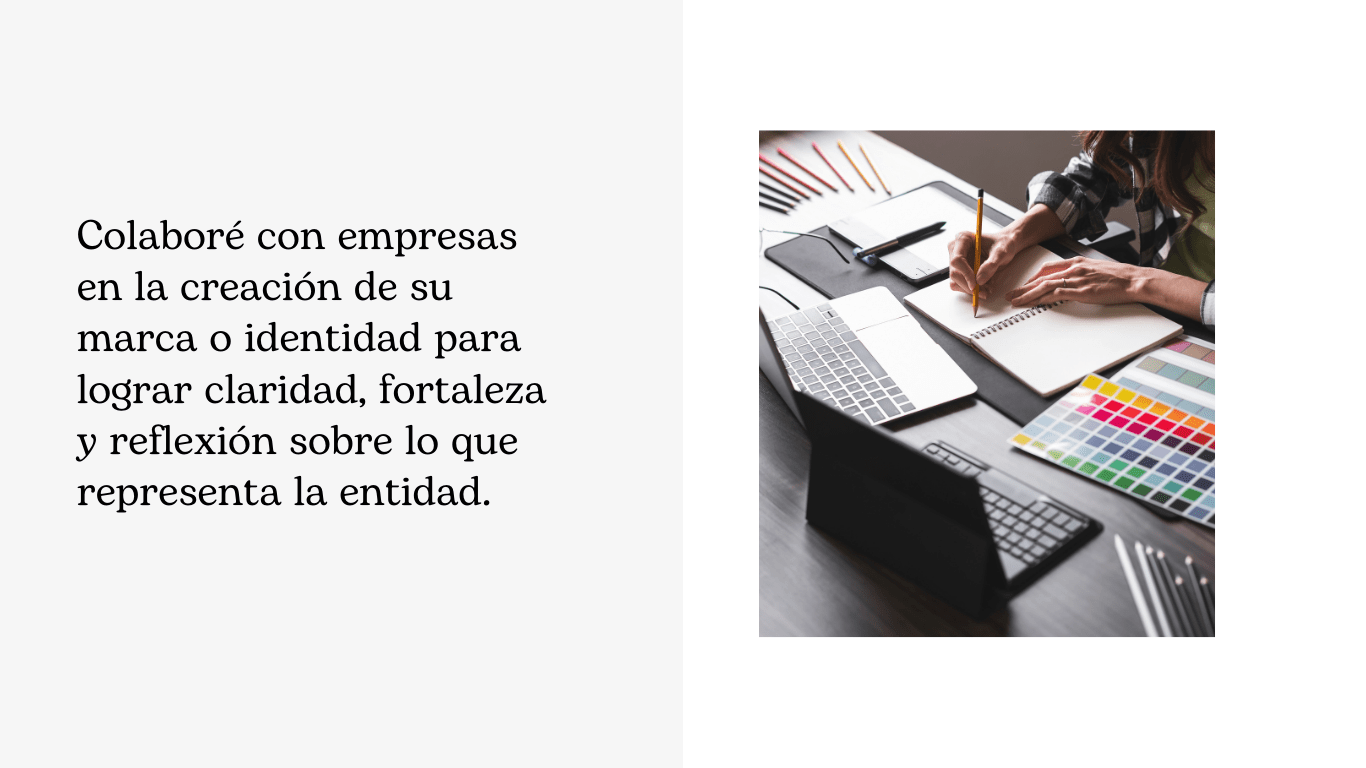 Colaboré con empresas
en la creación de su
marca o identidad para
lograr claridad, fortaleza
y reflexión sobre lo que
representa la entidad.